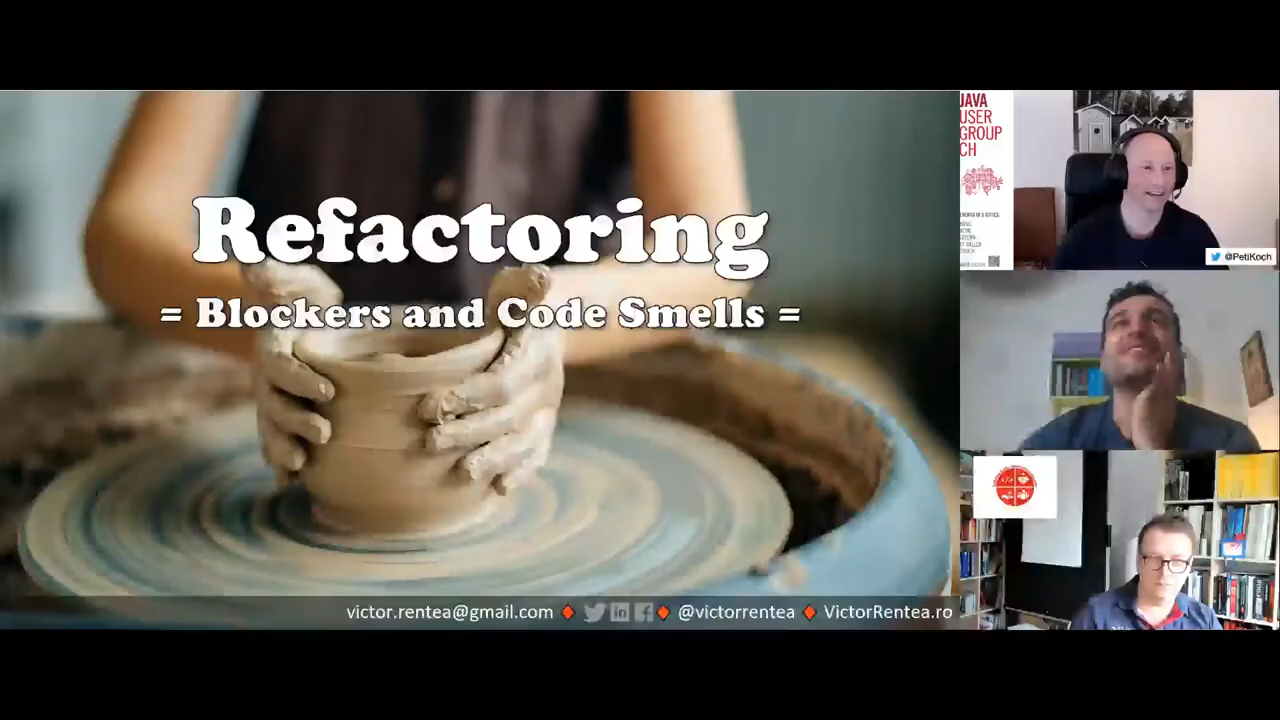 Refactoring
= Blockers and Code Smells =
victor.rentea@gmail.com ♦ ♦ @victorrentea ♦ VictorRentea.ro
JAVA
USER
GROUP
CH
@PetiKoch